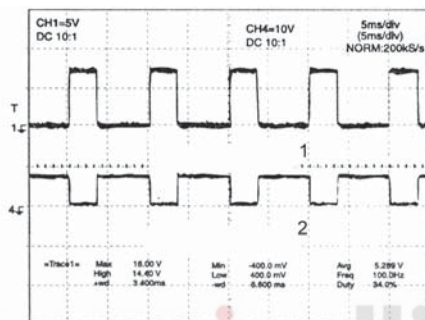 CH1=5V
DC 10:1
CH4=10V
DC 10:1
5ms/div
(5ms/div)
NORM:200kS/s
T
1
1
4
2
=Trace1= Max 16.00 V Min -400.0 mV Avg 5.289 V
High 14.40 V Low 400.0 mV Freq 100.0Hz
+wd 3.400ms -wd 6.600 ms Duty 34.0%